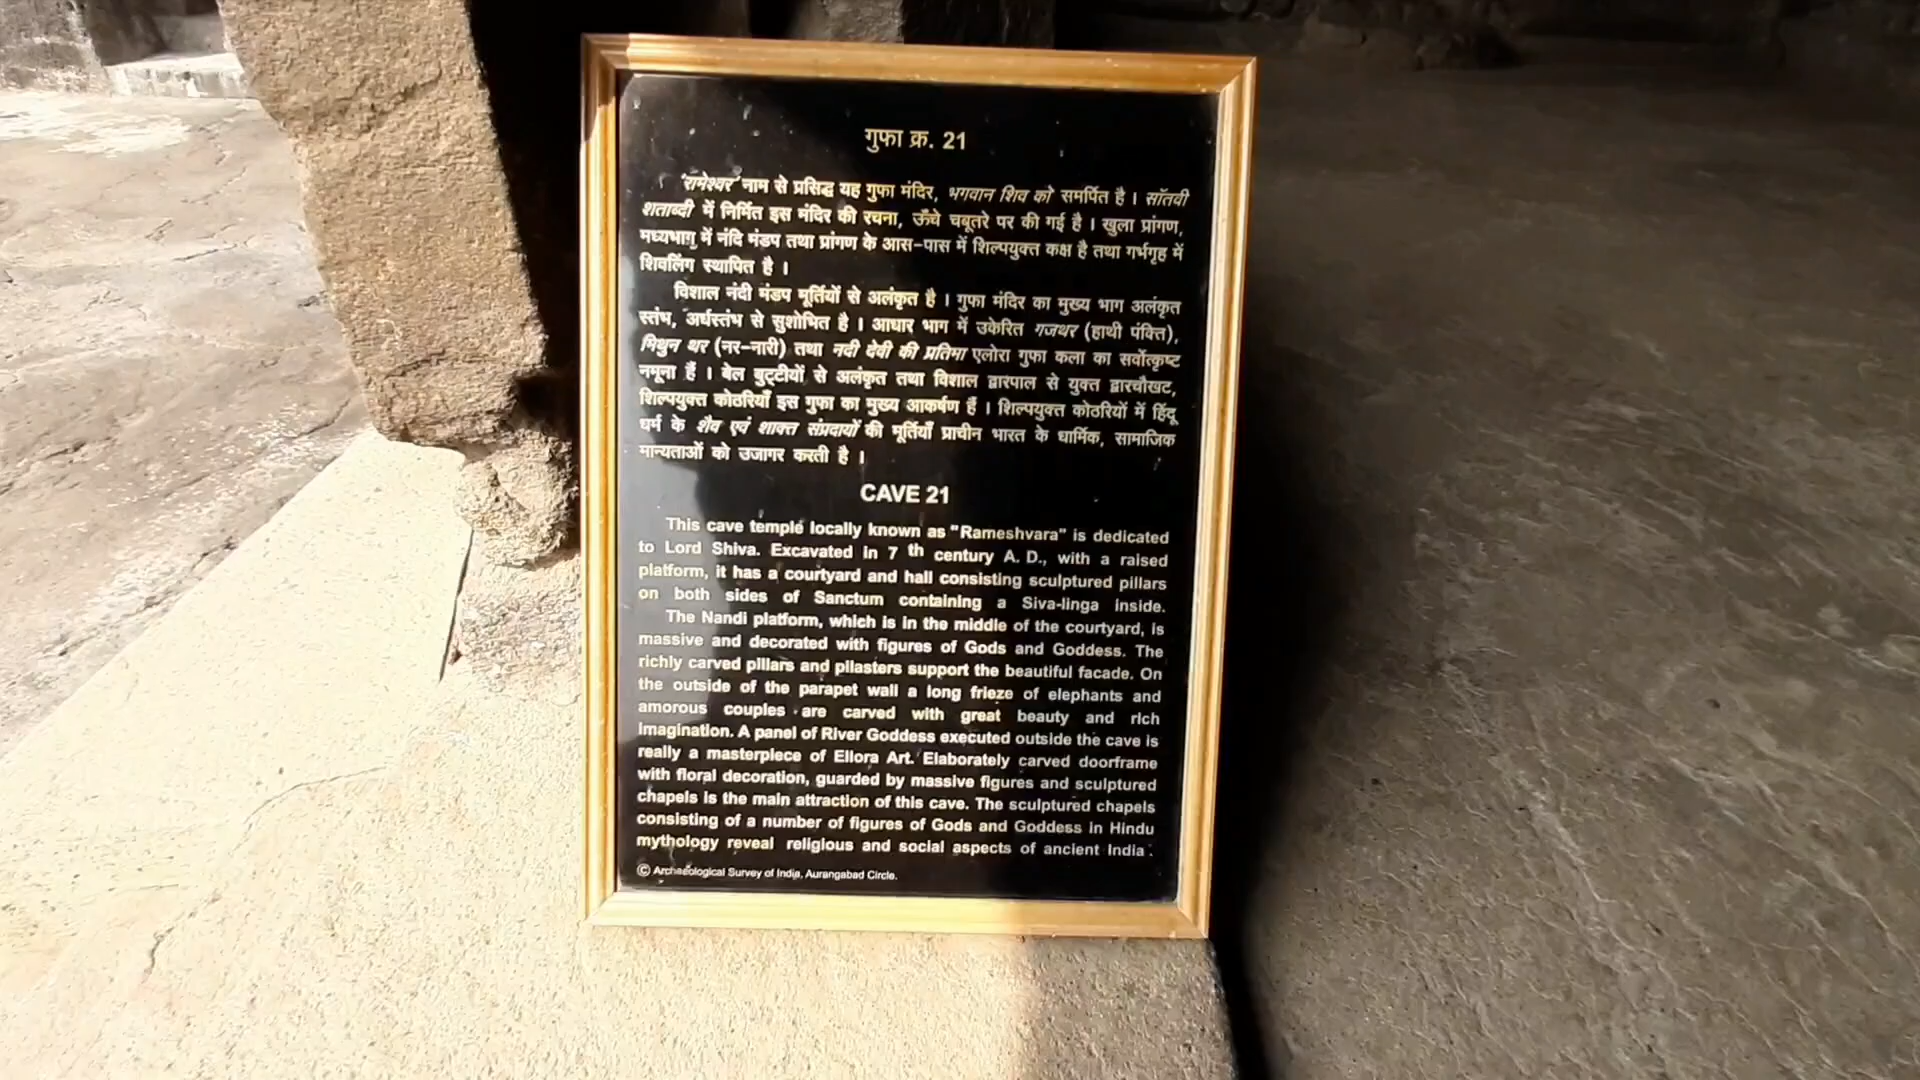 गुफा क्र. 21
'रामेश्वर' नाम से प्रसिद्ध यह गुफा मंदिर, भगवान शिव को समर्पित है । साँतवी
शताब्दी में निर्मित इस मंदिर की रचना, ऊँचे चबूतरे पर की गई है । खुला प्रांगण,
मध्यभाग में नंदि मंडप तथा प्रांगण के आस-पास में शिल्पयुक्त कक्ष है तथा गर्भगृह में
शिवलिंग स्थापित है ।
विशाल नंदी मंडप मूर्तियों से अलंकृत है । गुफा मंदिर का मुख्य भाग अलंकृत
स्तंभ, अर्धस्तंभ से सुशोभित है । आधार भाग में उकेरित गजथर (हाथी पंक्ति),
मिथुन थर (नर-नारी) तथा नदी देवी की प्रतिमा एलोरा गुफा कला का सर्वोत्कृष्ट
नमूना हैं । बेल बुट्टीयों से अलंकृत तथा विशाल द्वारपाल से युक्त द्वारचौखट,
शिल्पयुक्त कोठरियाँ इस गुफा का मुख्य आकर्षण हैं । शिल्पयुक्त कोठरियों में हिंदू
धर्म के शैव एवं शाक्त संप्रदायों की मूर्तियाँ प्राचीन भारत के धार्मिक, सामाजिक
मान्यताओं को उजागर करती है ।
CAVE 21
This cave temple locally known as "Rameshvara" is dedicated
to Lord Shiva. Excavated in 7 th century A. D., with a raised
platform, it has a courtyard and hall consisting sculptured pillars
on both sides of Sanctum containing a Siva-linga inside.
The Nandi platform, which is in the middle of the courtyard, is
massive and decorated with figures of Gods and Goddess. The
richly carved pillars and pilasters support the beautiful facade. On
the outside of the parapet wall a long frieze of elephants and
amorous couples are carved with great beauty and rich
imagination. A panel of River Goddess executed outside the cave is
really a masterpiece of Ellora Art. Elaborately carved doorframe
with floral decoration, guarded by massive figures and sculptured
chapels is the main attraction of this cave. The sculptured chapels
consisting of a number of figures of Gods and Goddess in Hindu
mythology reveal religious and social aspects of ancient India .
© Archaeological Survey of India, Aurangabad Circle.